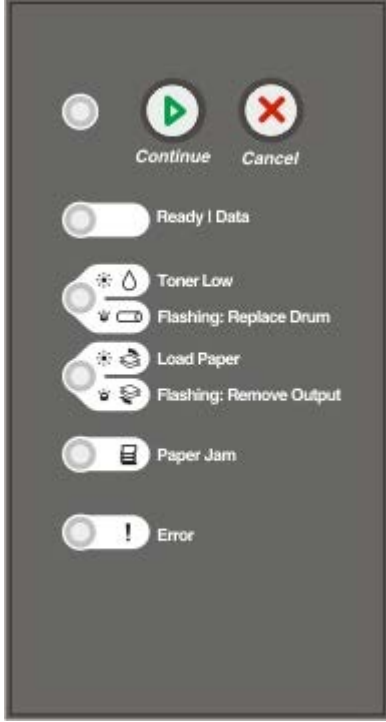 Continue
Cancel
Ready | Data
Toner Low
Flashing: Replace Drum
Load Paper
Flashing: Remove Output
Paper Jam
! Error